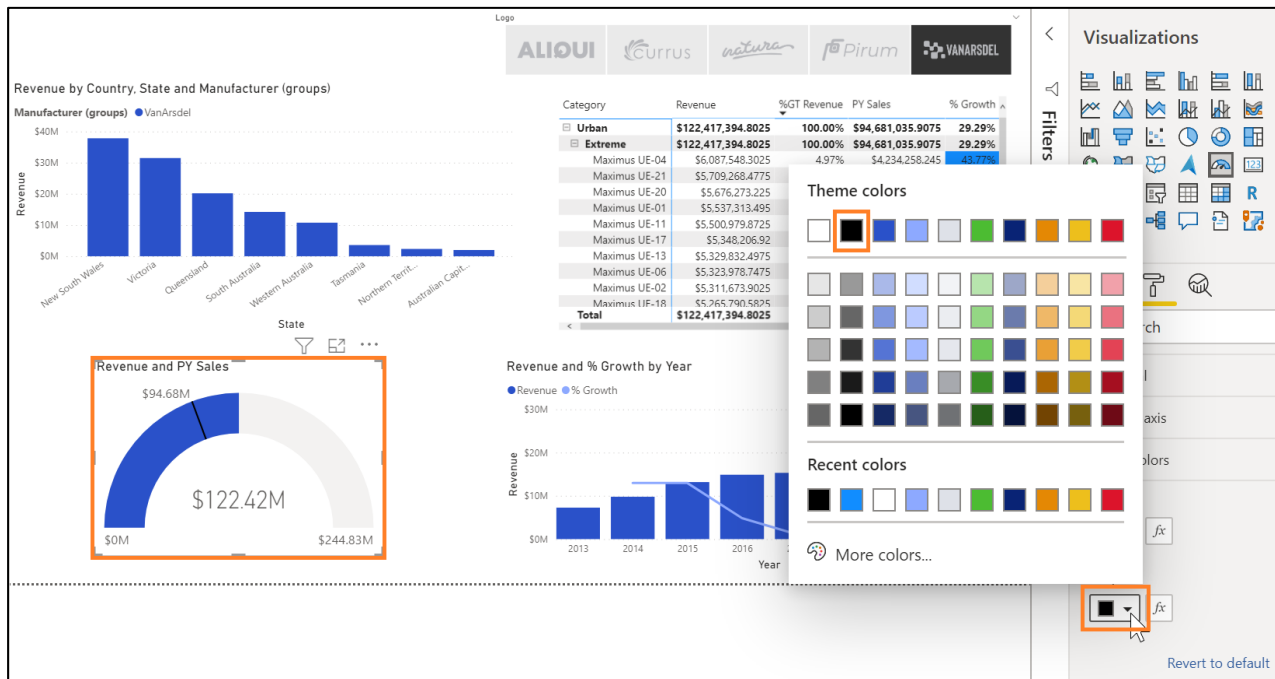 Logo
ALIQUI
Currus
natura
Pirum
VANARSDEL
Revenue by Country, State and Manufacturer (groups)
Manufacturer (groups) VanArsdel
$40M
$30M
$20M
$10M
$0M
Revenue
New South Wales
Victoria
Queensland
South Australia
Western Australia
Tasmania
Northern Territ...
Australian Capit...
State
Category Revenue %GT Revenue PY Sales % Growth
Urban $122,417,394.8025 100.00% $94,681,035.9075 29.29%
Extreme $122,417,394.8025 100.00% $94,681,035.9075 29.29%
Maximus UE-04 $6,087,548.3025 4.97% $4,234,258.245 43.77%
Maximus UE-21 $5,709,268.4775
Maximus UE-20 $5,676,273.225
Maximus UE-01 $5,537,313.495
Maximus UE-11 $5,500,979.8725
Maximus UE-17 $5,348,206.92
Maximus UE-13 $5,329,832.4975
Maximus UE-06 $5,323,978.7475
Maximus UE-02 $5,311,673.9025
Maximus UE-18 $5,265,790.5825
Total $122,417,394.8025
Revenue and PY Sales
$94.68M
$122.42M
$0M
$244.83M
Revenue and % Growth by Year
Revenue % Growth
$30M
$20M
$10M
$0M
Revenue
2013
2014
2015
2016
Year
Theme colors
Recent colors
More colors...
Filters
Visualizations
123
R
rch
l
axis
olors
fx
fx
Revert to default